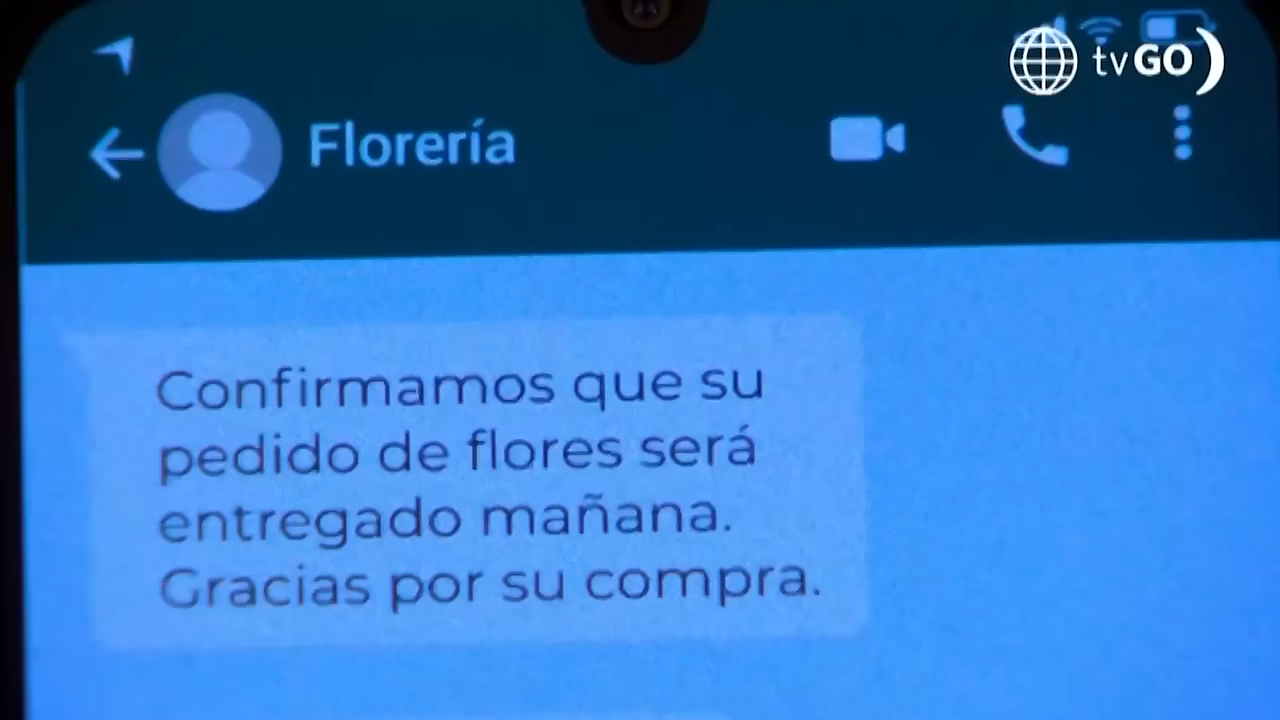 tvGO
Florería
Confirmamos que su
pedido de flores será
entregado mañana.
Gracias por su compra.